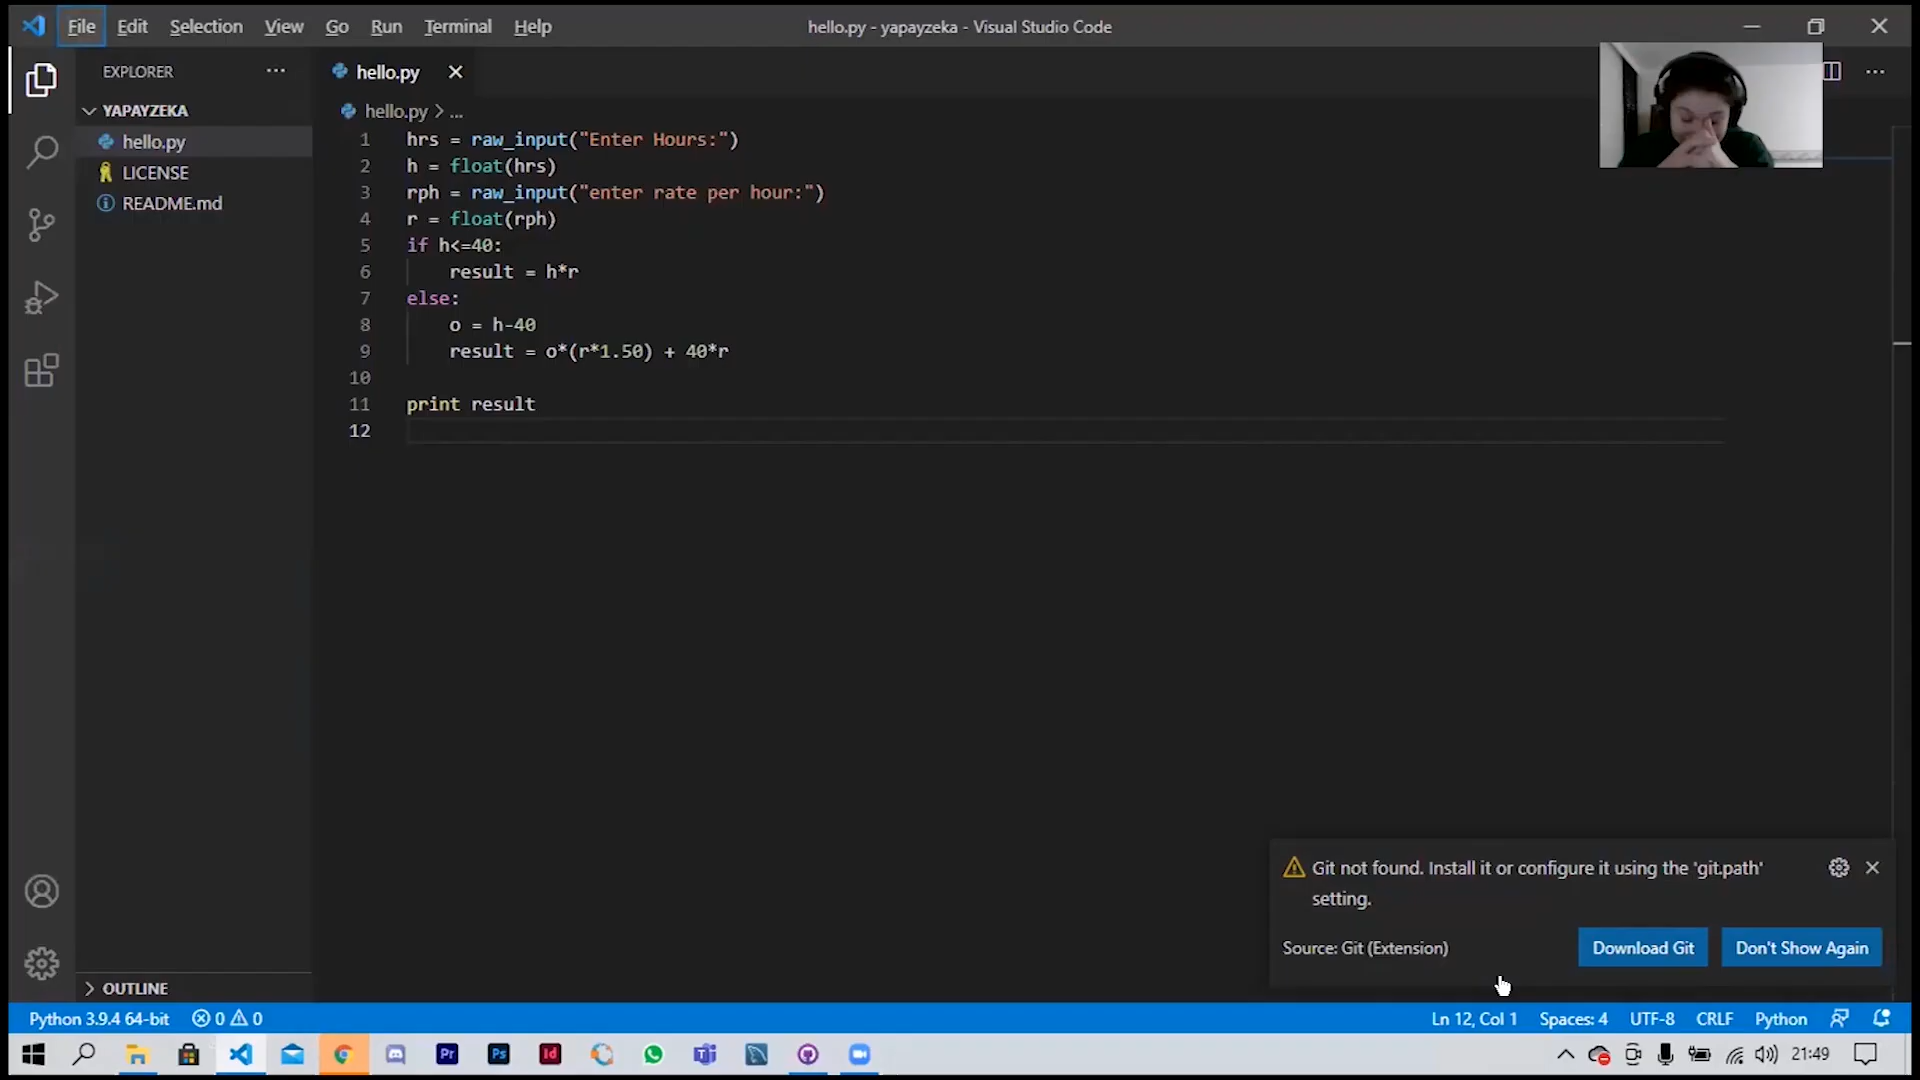 File Edit Selection View Go Run Terminal Help
hello.py - yapayzeka - Visual Studio Code
EXPLORER
hello.py
YAPAYZEKA
hello.py
LICENSE
README.md
hello.py > ...
1 hrs = raw_input("Enter Hours:")
2 h = float(hrs)
3 rph = raw_input("enter rate per hour:")
4 r = float(rph)
5 if h<=40:
6 result = h*r
7 else:
8 o = h-40
9 result = o*(r*1.50) + 40*r
10
11 print result
12
Git not found. Install it or configure it using the 'git.path'
setting.
Source: Git (Extension)
Download Git
Don't Show Again
OUTLINE
Python 3.9.4 64-bit 0 0
Ln 12, Col 1 Spaces: 4 UTF-8 CRLF Python
Pr Ps Id
21:49